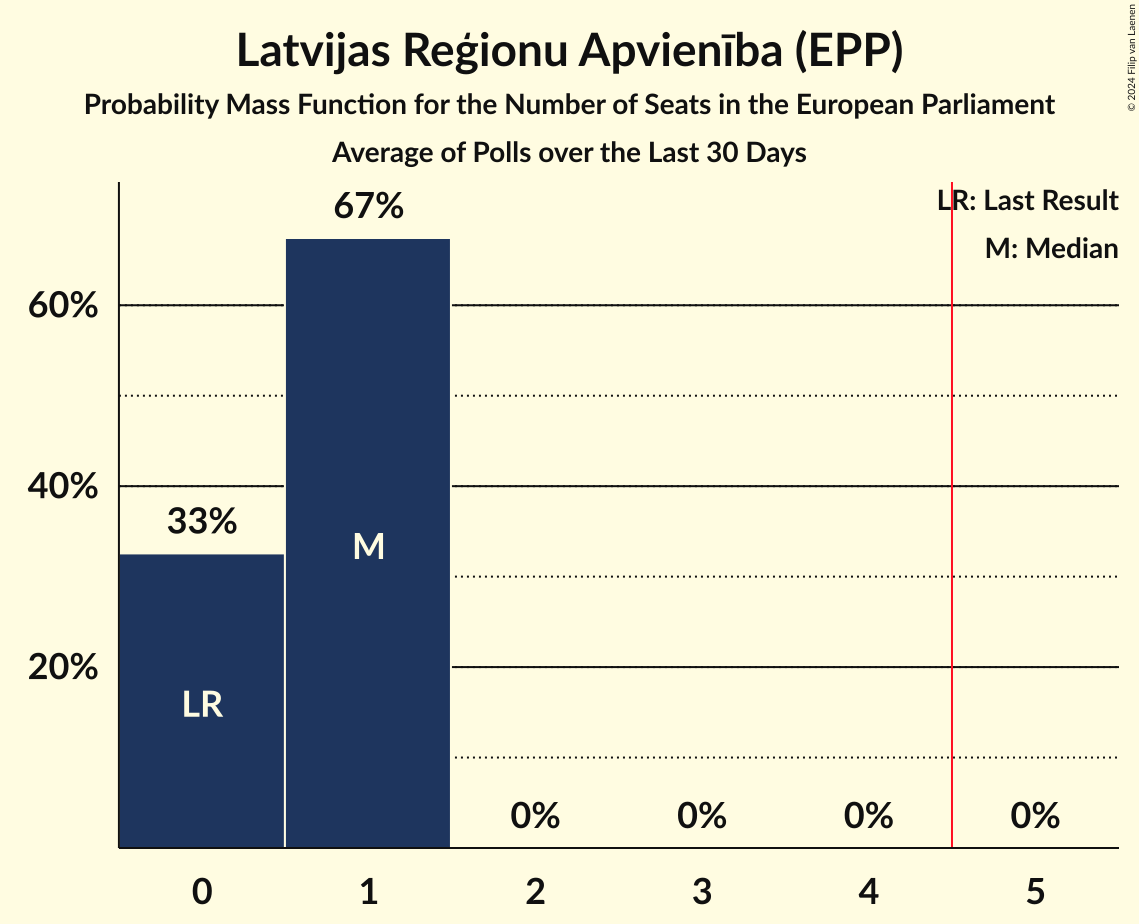 Latvijas Reģionu Apvienība (EPP)
Probability Mass Function for the Number of Seats in the European Parliament
Average of Polls over the Last 30 Days
© 2024 Filip van Laenen
LR: Last Result
M: Median
67%
60%
40%
33%
M
20%
LR
0% 0% 0% 0%
0 1 2 3 4 5